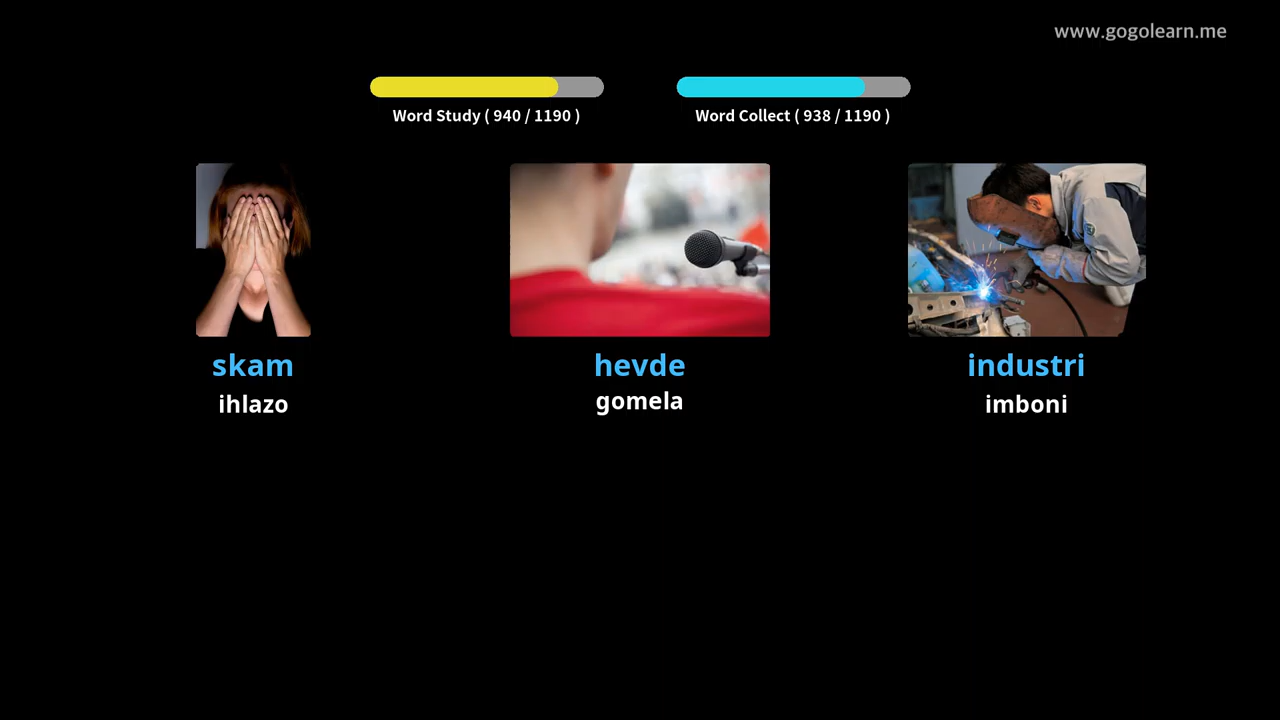 www.gogolearn.me
Word Study ( 940 / 1190 )
Word Collect ( 938 / 1190 )
skam
ihlazo
hevde
gomela
industri
imboni